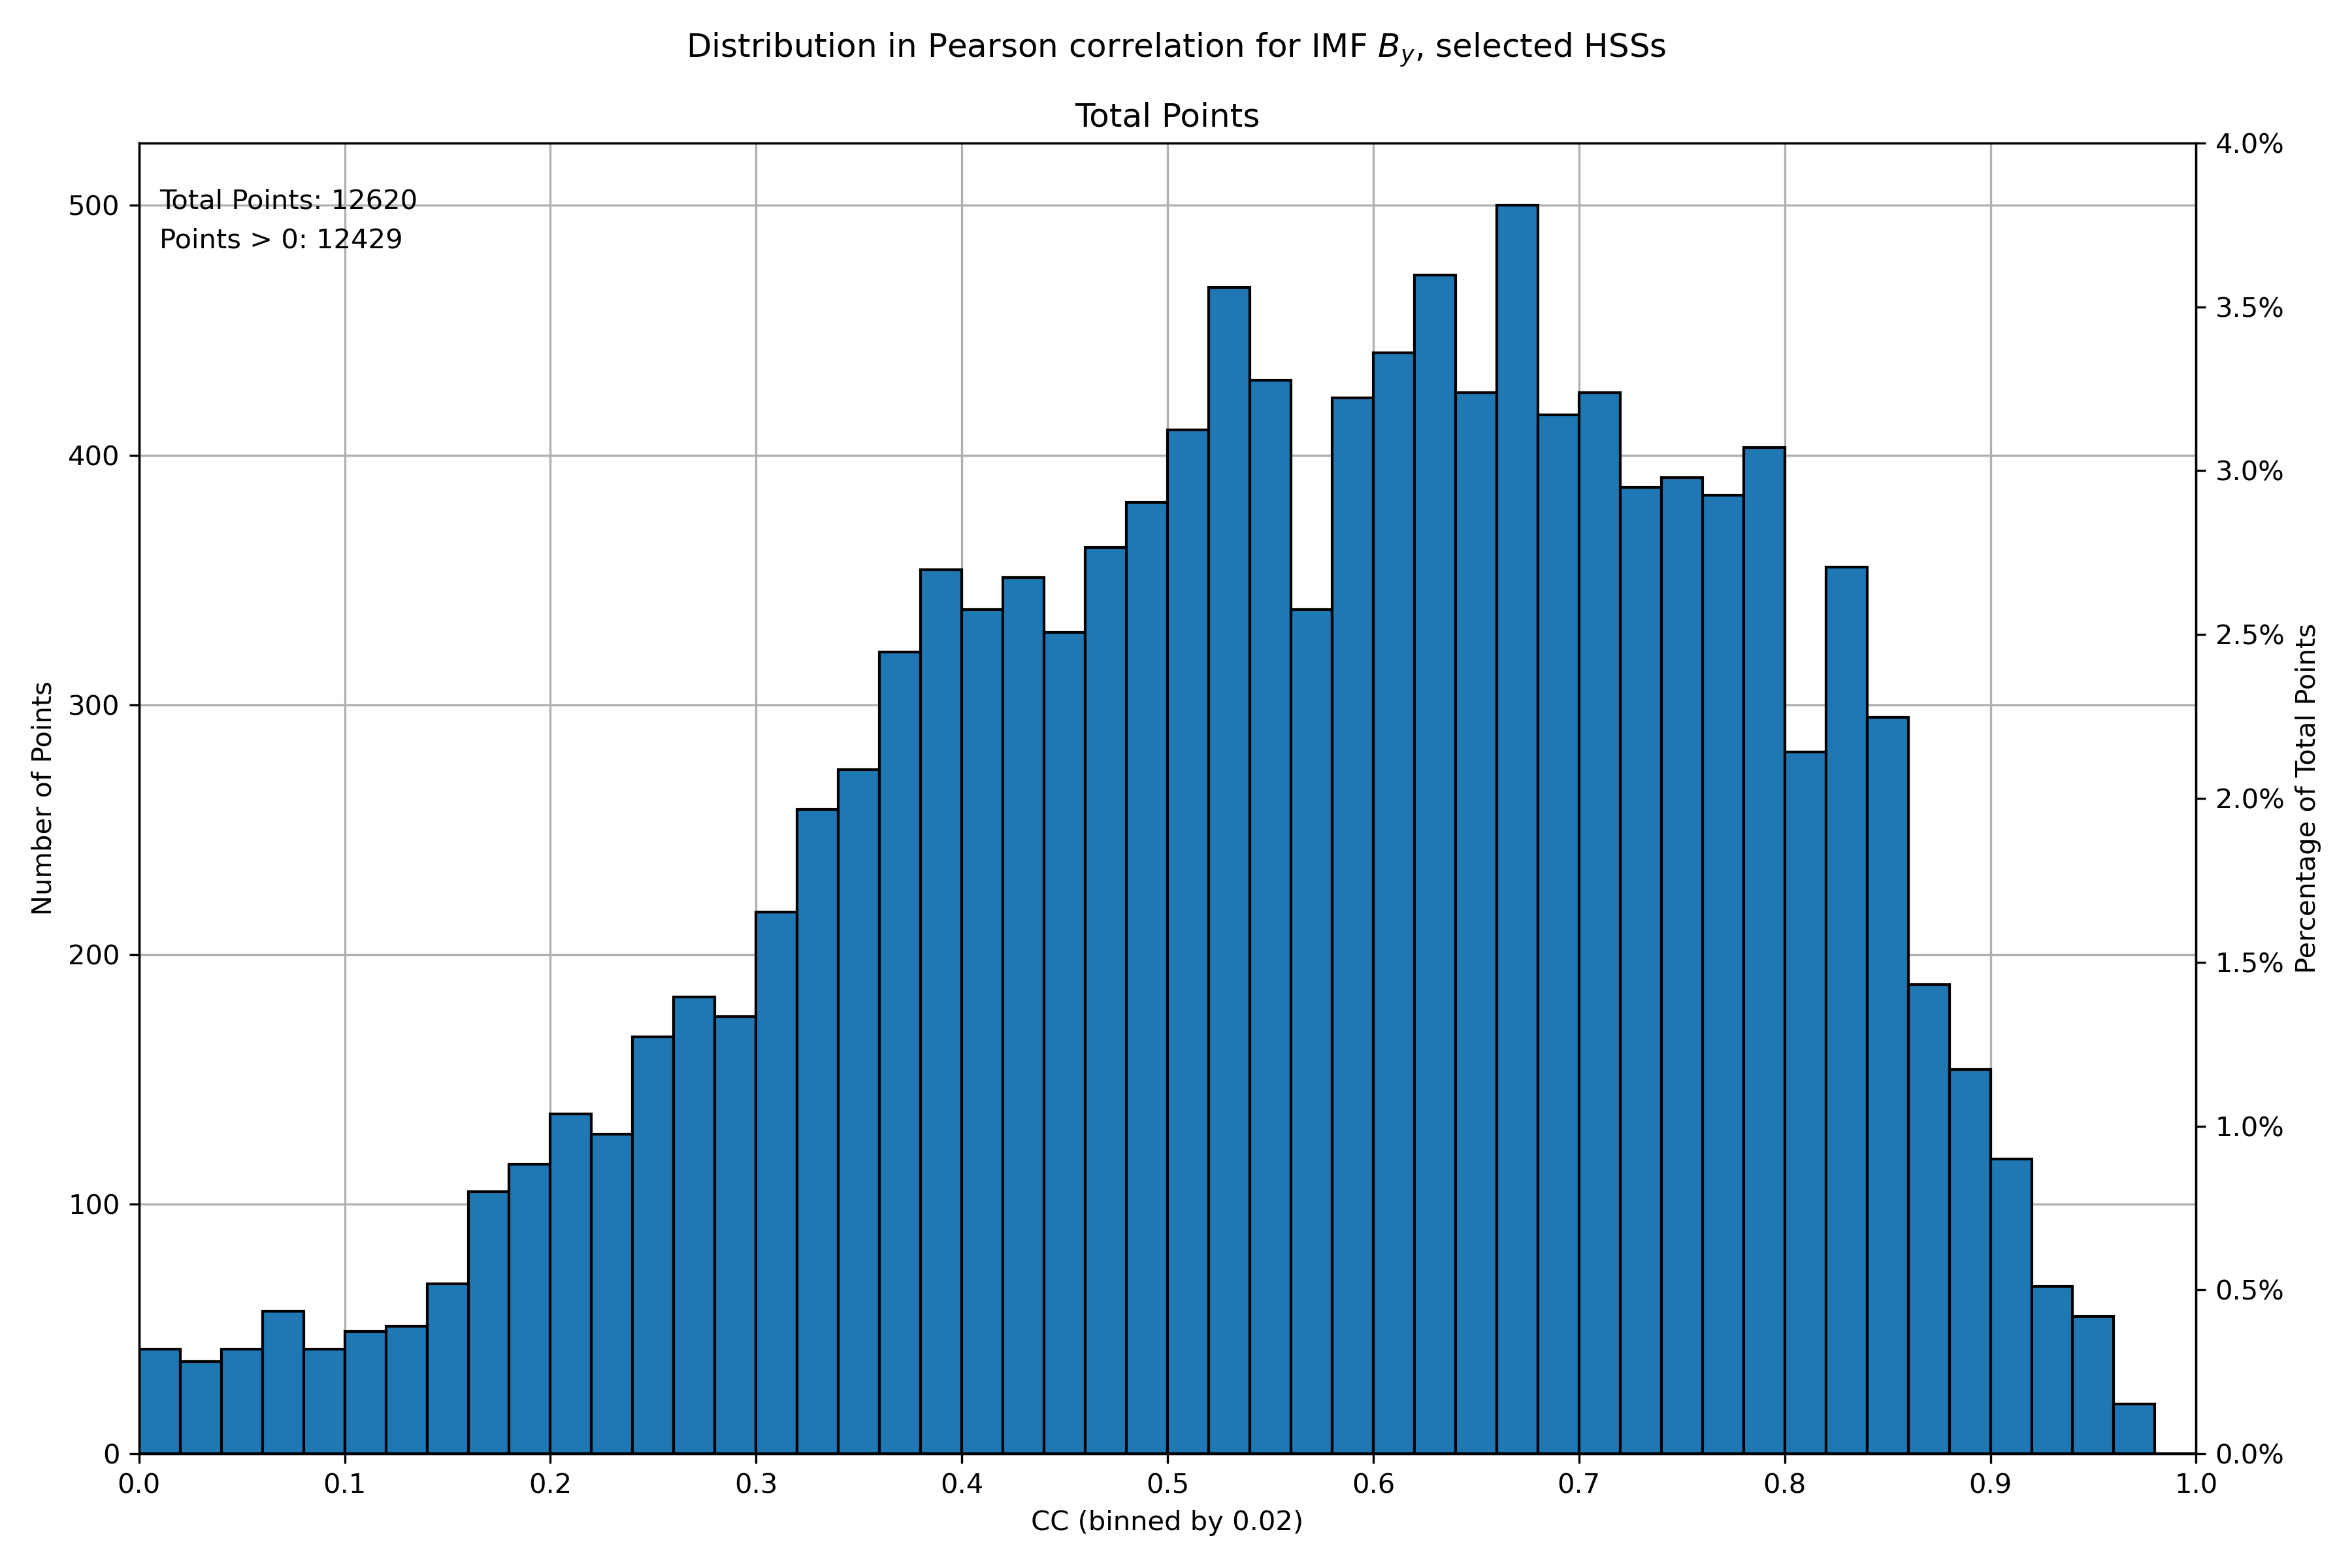 Distribution in Pearson correlation for IMF B_y, selected HSSs
Total Points
Total Points: 12620
Points > 0: 12429
Number of Points
500
400
300
200
100
0
4.0%
3.5%
3.0%
2.5%
2.0%
1.5%
1.0%
0.5%
0.0%
Percentage of Total Points
0.0 0.1 0.2 0.3 0.4 0.5 0.6 0.7 0.8 0.9 1.0
CC (binned by 0.02)